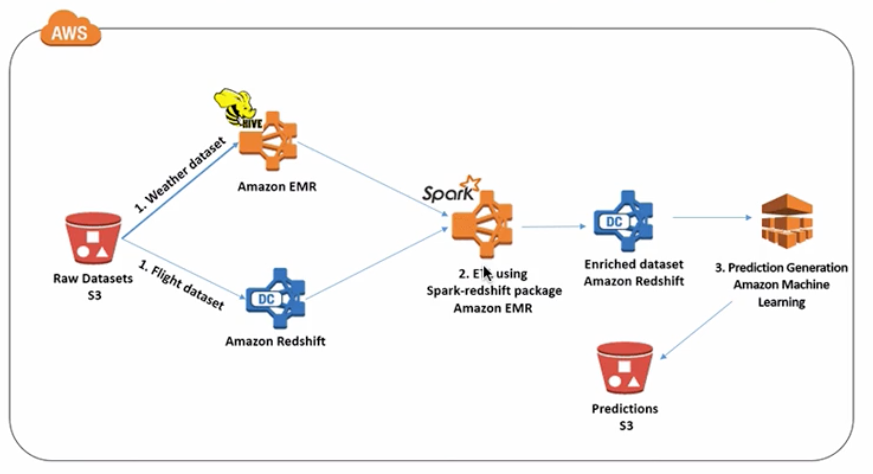 AWS
HIVE
1. Weather dataset
Amazon EMR
Spark
Raw Datasets
S3
1. Flight dataset
DC
Amazon Redshift
2. using
Spark-redshift package
Amazon EMR
DC
Enriched dataset
Amazon Redshift
3. Prediction Generation
Amazon Machine
Learning
Predictions
S3